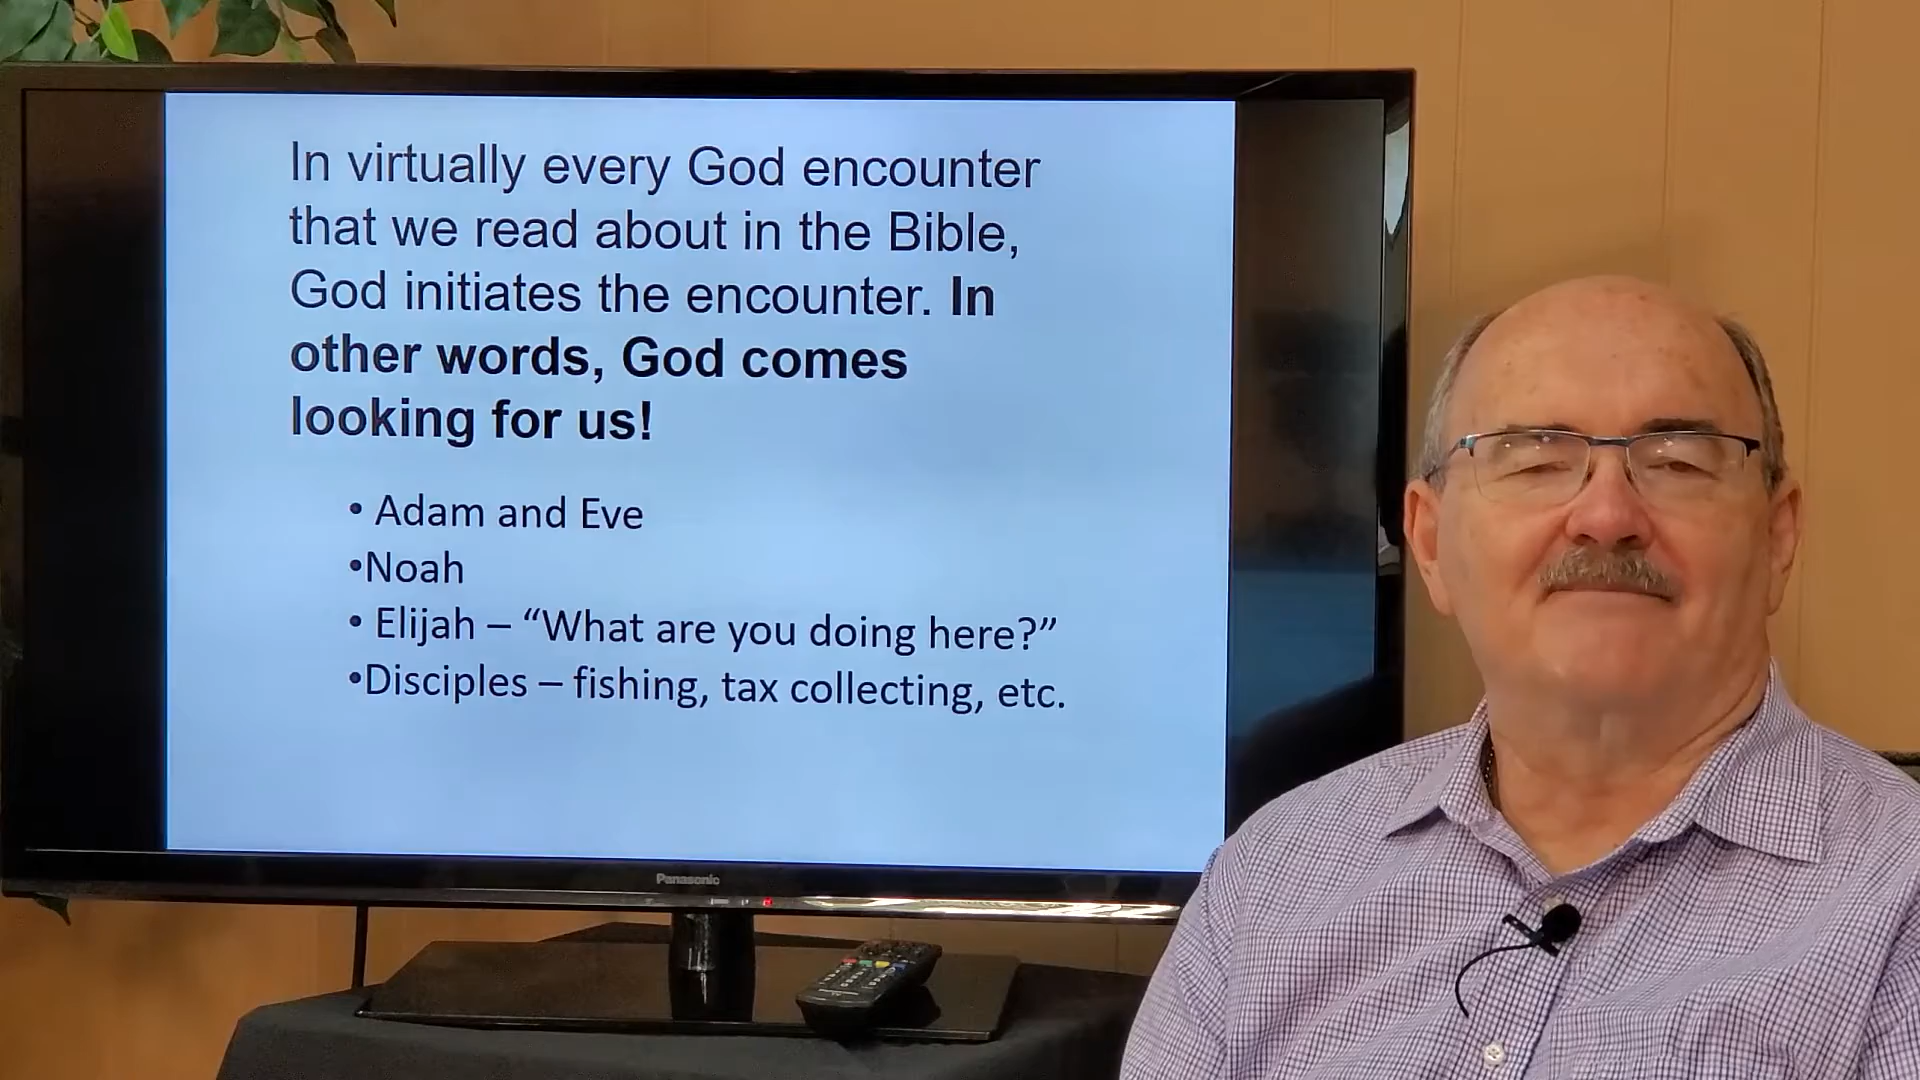 In virtually every God encounter
that we read about in the Bible,
God initiates the encounter. In
other words, God comes
looking for us!
• Adam and Eve
•Noah
• Elijah – “What are you doing here?”
•Disciples – fishing, tax collecting, etc.
Panasonic